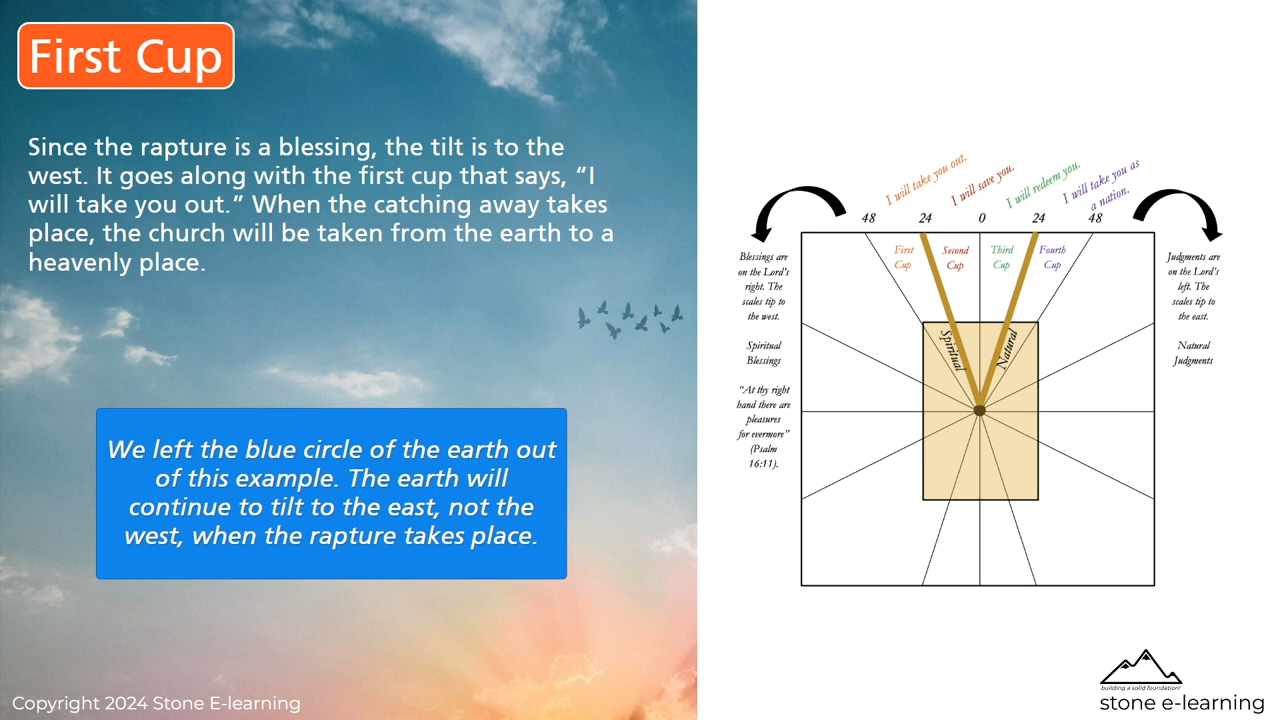 First Cup
Since the rapture is a blessing, the tilt is to the
west. It goes along with the first cup that says, “I
will take you out.” When the catching away takes
place, the church will be taken from the earth to a
heavenly place.
We left the blue circle of the earth out
of this example. The earth will
continue to tilt to the east, not the
west, when the rapture takes place.
Copyright 2024 Stone E-learning
I will take you out.
I will save you.
I will redeem you.
I will take you as
a nation.
48 24 0 24 48
First
Cup
Second
Cup
Third
Cup
Fourth
Cup
Spiritual
Natural
Blessings are
on the Lord’s
right. The
scales tip to
the west.
Spiritual
Blessings
“At thy right
hand there are
pleasures
for evermore”
(Psalm
16:11).
Judgments are
on the Lord’s
left. The
scales tip to
the east.
Natural
Judgments
building a solid foundation!
stone e-learning